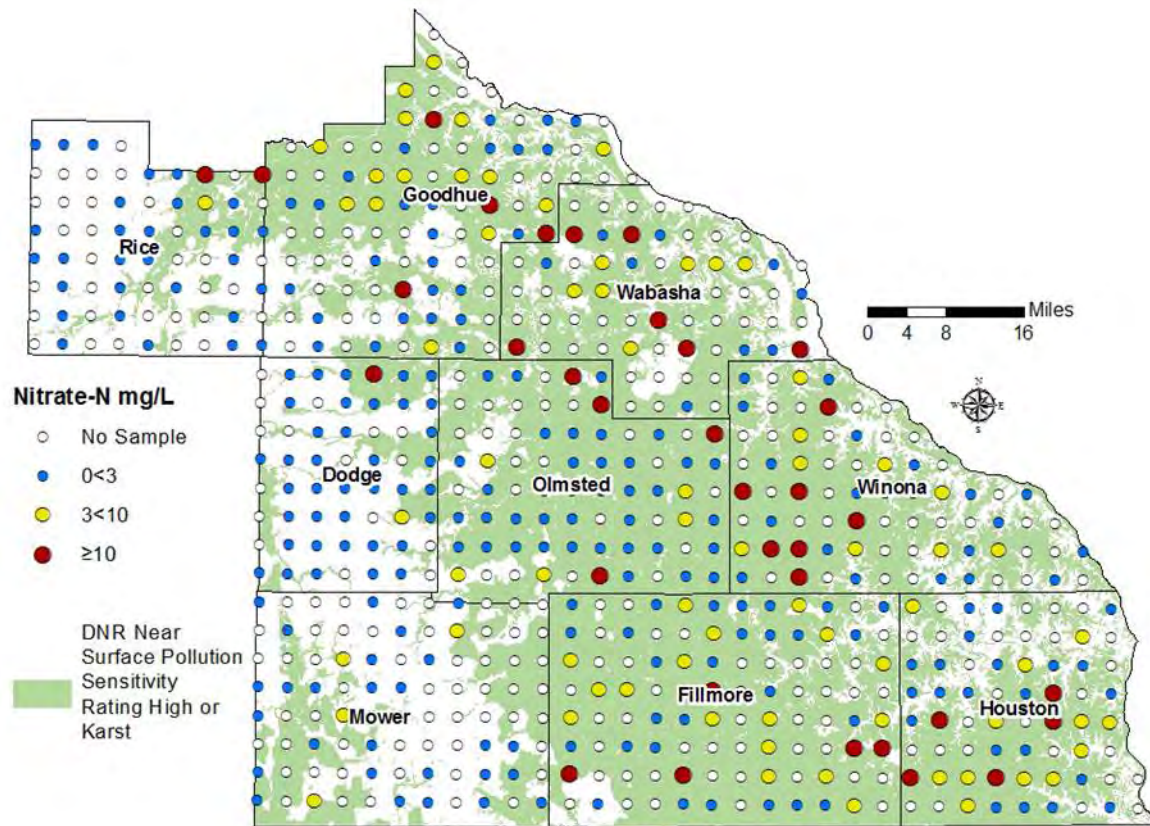 Goodhue
Rice
Wabasha
Miles
0 4 8 16
N
W E
S
Nitrate-N mg/L
No Sample
0<3
3<10
≥10
Dodge
Olmsted
Winona
DNR Near
Surface Pollution
Sensitivity
Rating High or
Karst
Mower
Fillmore
Houston